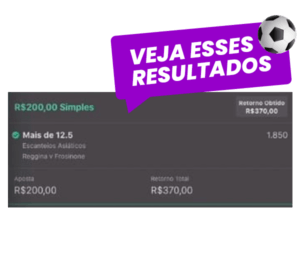 VEJA ESSES
RESULTADOS
R$200,00 Simples
Retorno Obtido
R$370,00
Mais de 12.5
1.850
Escanteios Asiáticos
Reggina v Frosinone
Aposta
Retorno Total
R$200,00
R$370,00